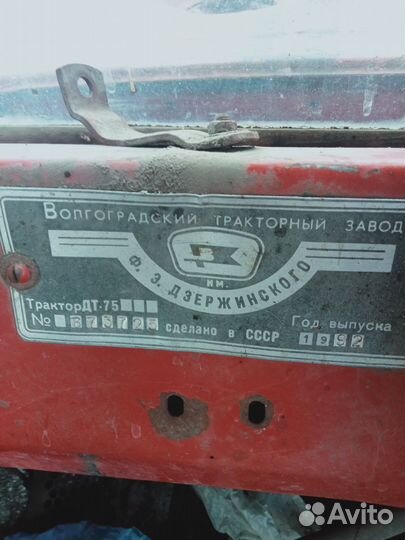 Волгоградский тракторный завод
В
им.
Ф. Э. Дзержинского
Трактор ДТ-75
№ сделано в СССР
Год выпуска
1992
Avito